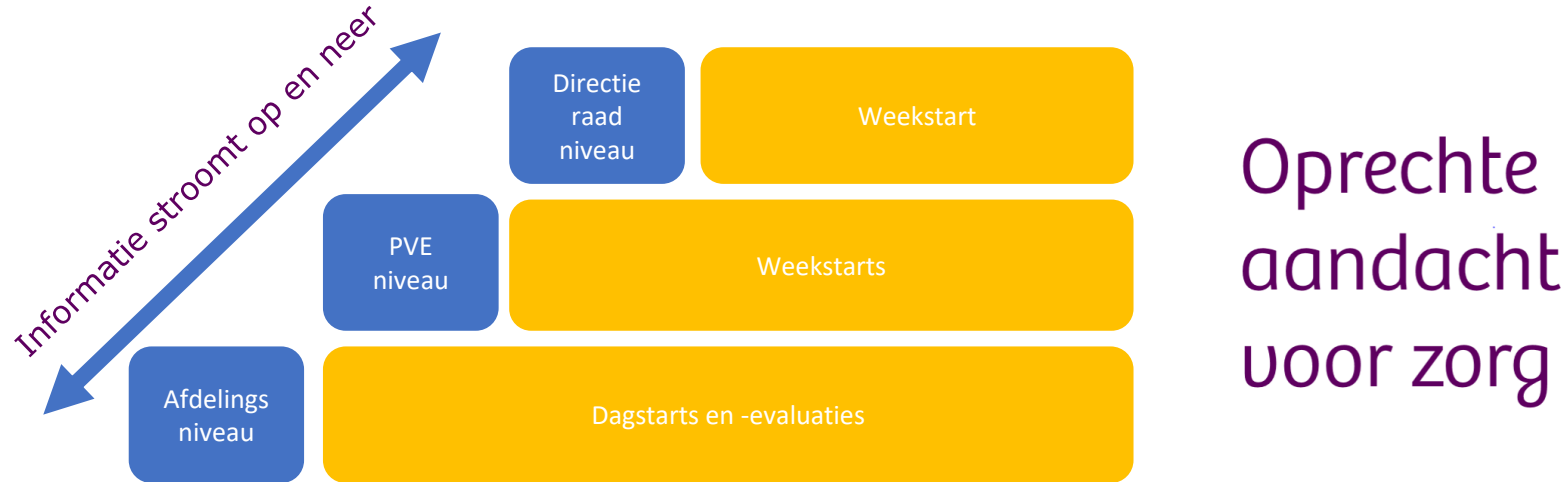 Informatie stroomt op en neer
Directie
raad
niveau
Weekstart
PVE
niveau
Weekstarts
Afdelings
niveau
Dagstarts en -evaluaties
Oprechte
aandacht
voor zorg